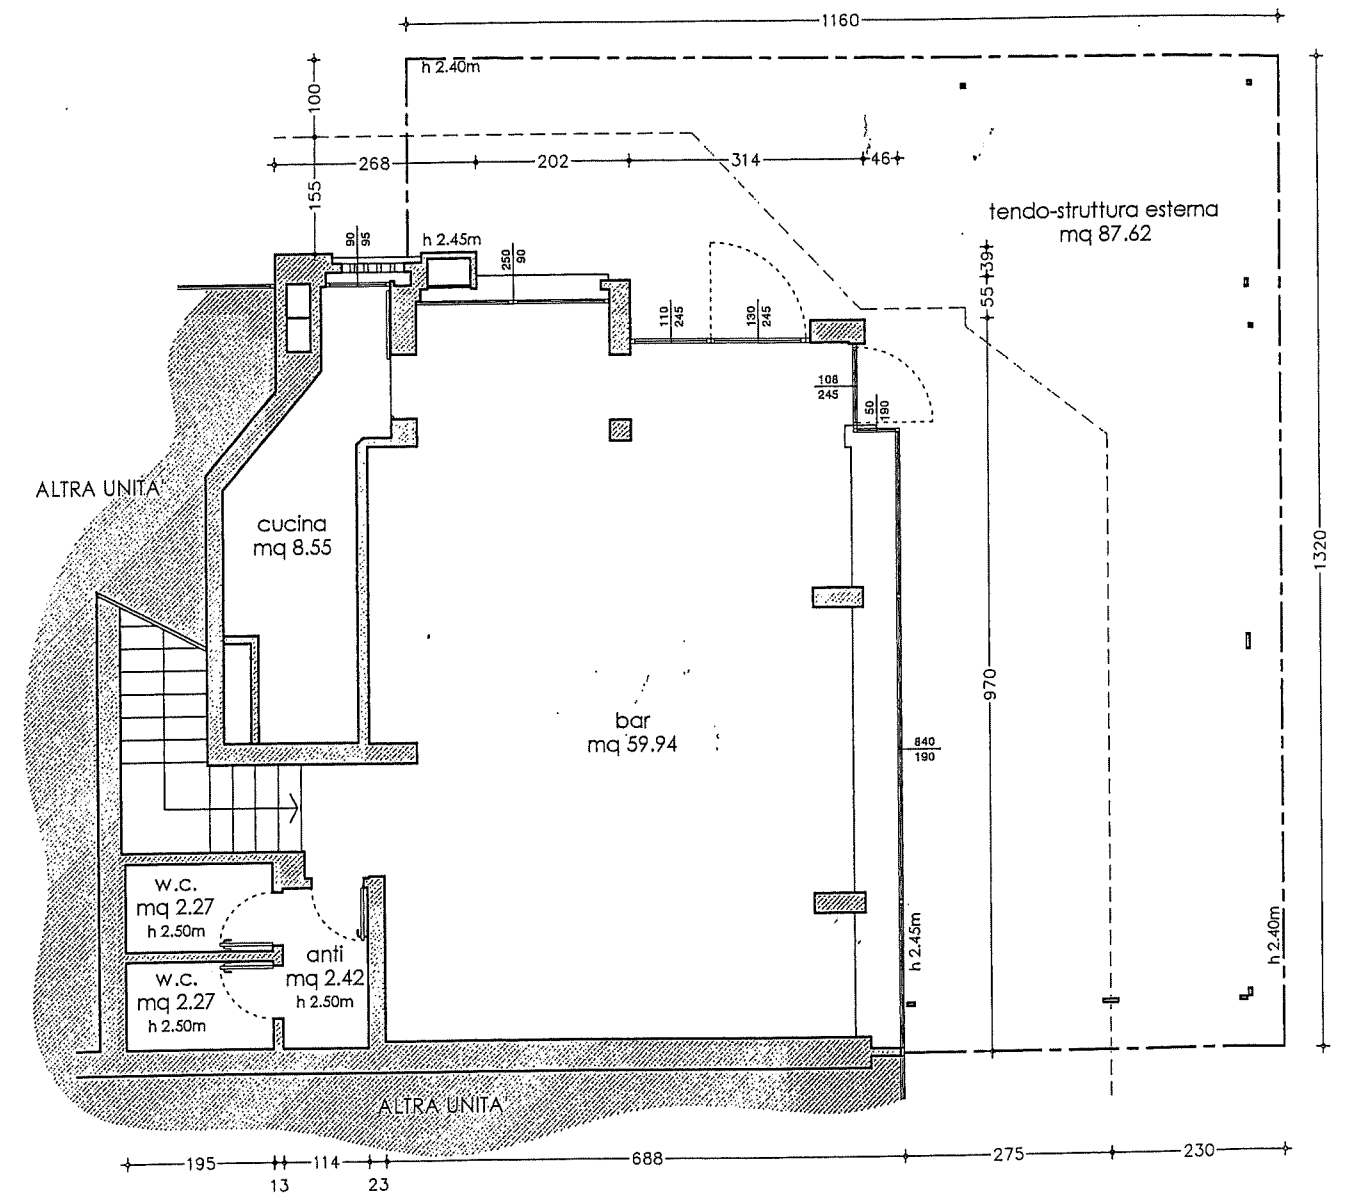 1160
h 2.40m
100
268
202
314
46
155
tendo-struttura esterna
mq 87.62
90
95
h 2.45m
250
90
39
55
110
245
130
245
108
245
50
190
ALTRA UNITA'
cucina
mq 8.55
1320
970
bar
mq 59.94
840
190
w.c.
mq 2.27
h 2.50m
anti
mq 2.42
h 2.50m
w.c.
mq 2.27
h 2.50m
h 2.45m
h 2.40m
ALTRA UNITA'
195
114
688
275
230
13
23